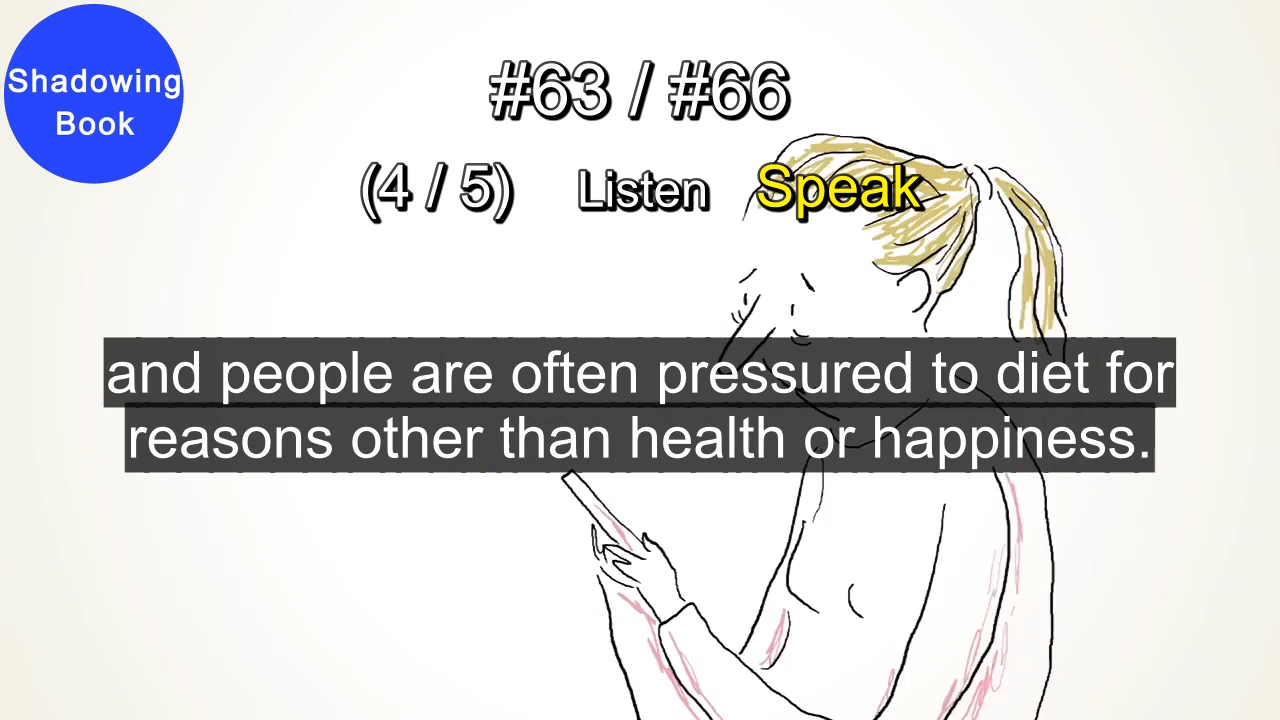 Shadowing
Book
#63 / #66
(4 / 5) Listen Speak
and people are often pressured to diet for
reasons other than health or happiness.